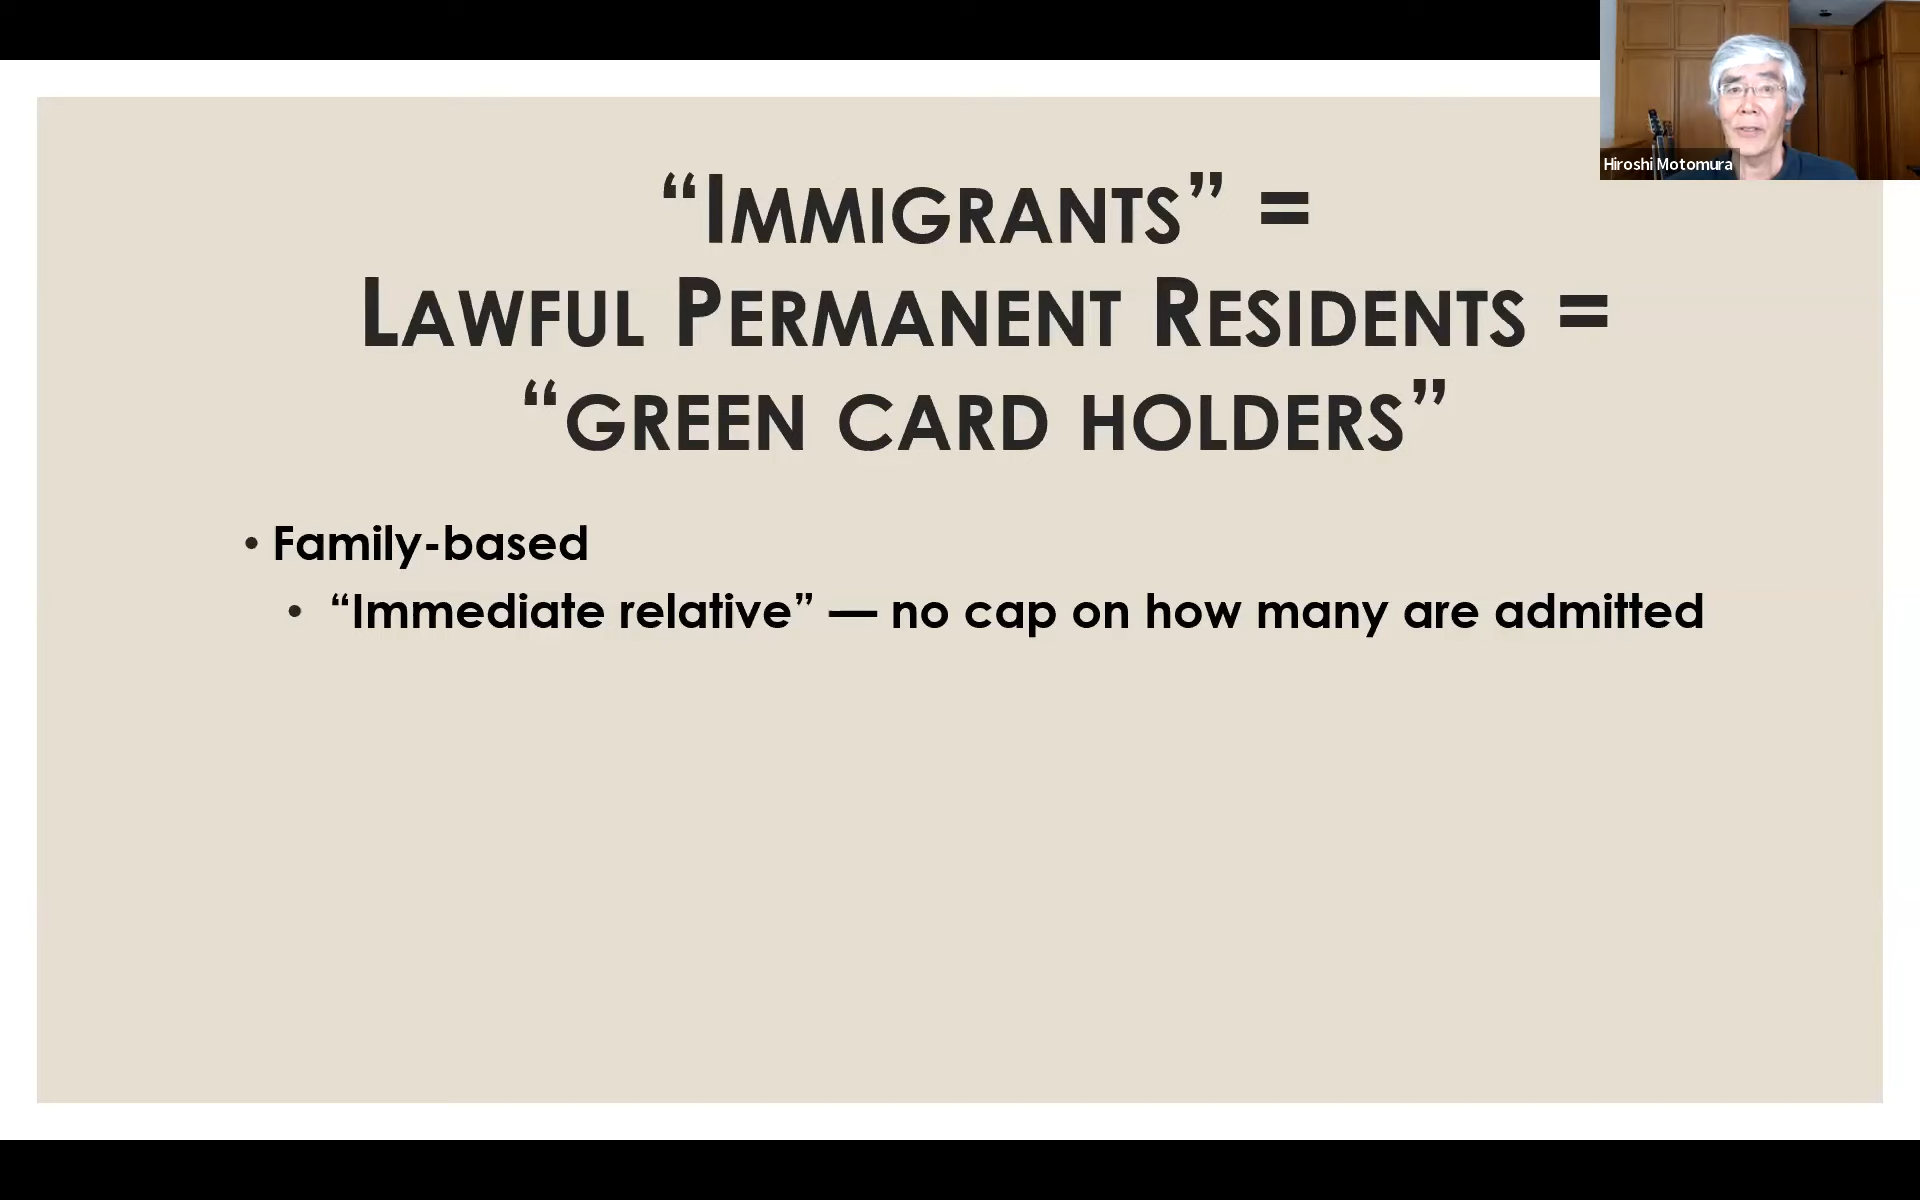 Hiroshi Motomura
“IMMIGRANTS” =
LAWFUL PERMANENT RESIDENTS =
“GREEN CARD HOLDERS”
• Family-based
• “Immediate relative” — no cap on how many are admitted